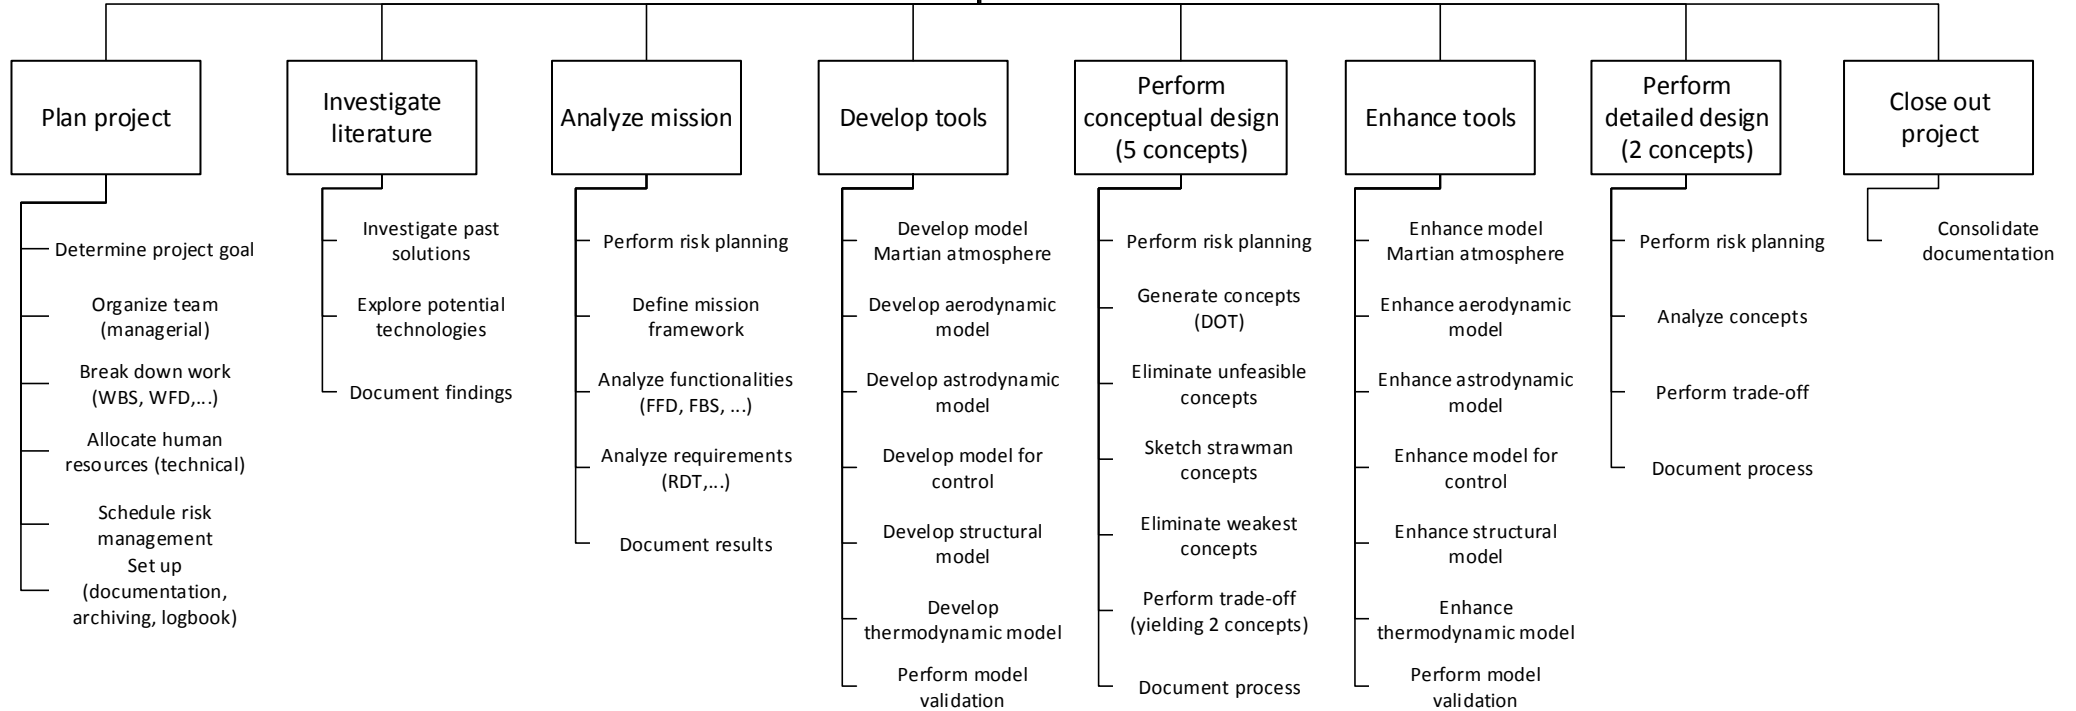 Plan project
Determine project goal
Organize team
(managerial)
Break down work
(WBS, WFD,...)
Allocate human
resources (technical)
Schedule risk
management
Set up
(documentation,
archiving, logbook)
Investigate
literature
Investigate past
solutions
Explore potential
technologies
Document findings
Analyze mission
Perform risk planning
Define mission
framework
Analyze functionalities
(FFD, FBS, ...)
Analyze requirements
(RDT,...)
Document results
Develop tools
Develop model
Martian atmosphere
Develop aerodynamic
model
Develop astrodynamic
model
Develop model for
control
Develop structural
model
Develop
thermodynamic model
Perform model
validation
Perform
conceptual design
(5 concepts)
Perform risk planning
Generate concepts
(DOT)
Eliminate unfeasible
concepts
Sketch strawman
concepts
Eliminate weakest
concepts
Perform trade-off
(yielding 2 concepts)
Document process
Enhance tools
Enhance model
Martian atmosphere
Enhance aerodynamic
model
Enhance astrodynamic
model
Enhance model for
control
Enhance structural
model
Enhance
thermodynamic model
Perform model
validation
Perform
detailed design
(2 concepts)
Perform risk planning
Analyze concepts
Perform trade-off
Document process
Close out
project
Consolidate
documentation